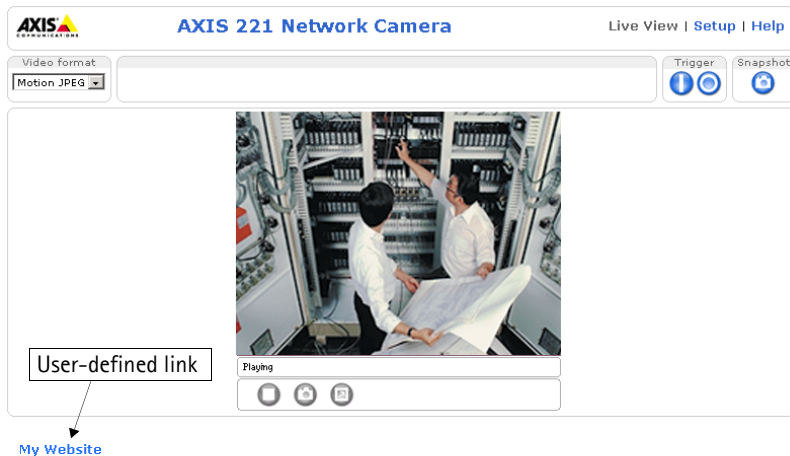 AXIS
COMMUNICATIONS
AXIS 221 Network Camera
Live View | Setup | Help
Video format
Motion JPEG
Trigger
Snapshot
Playing
User-defined link
My Website